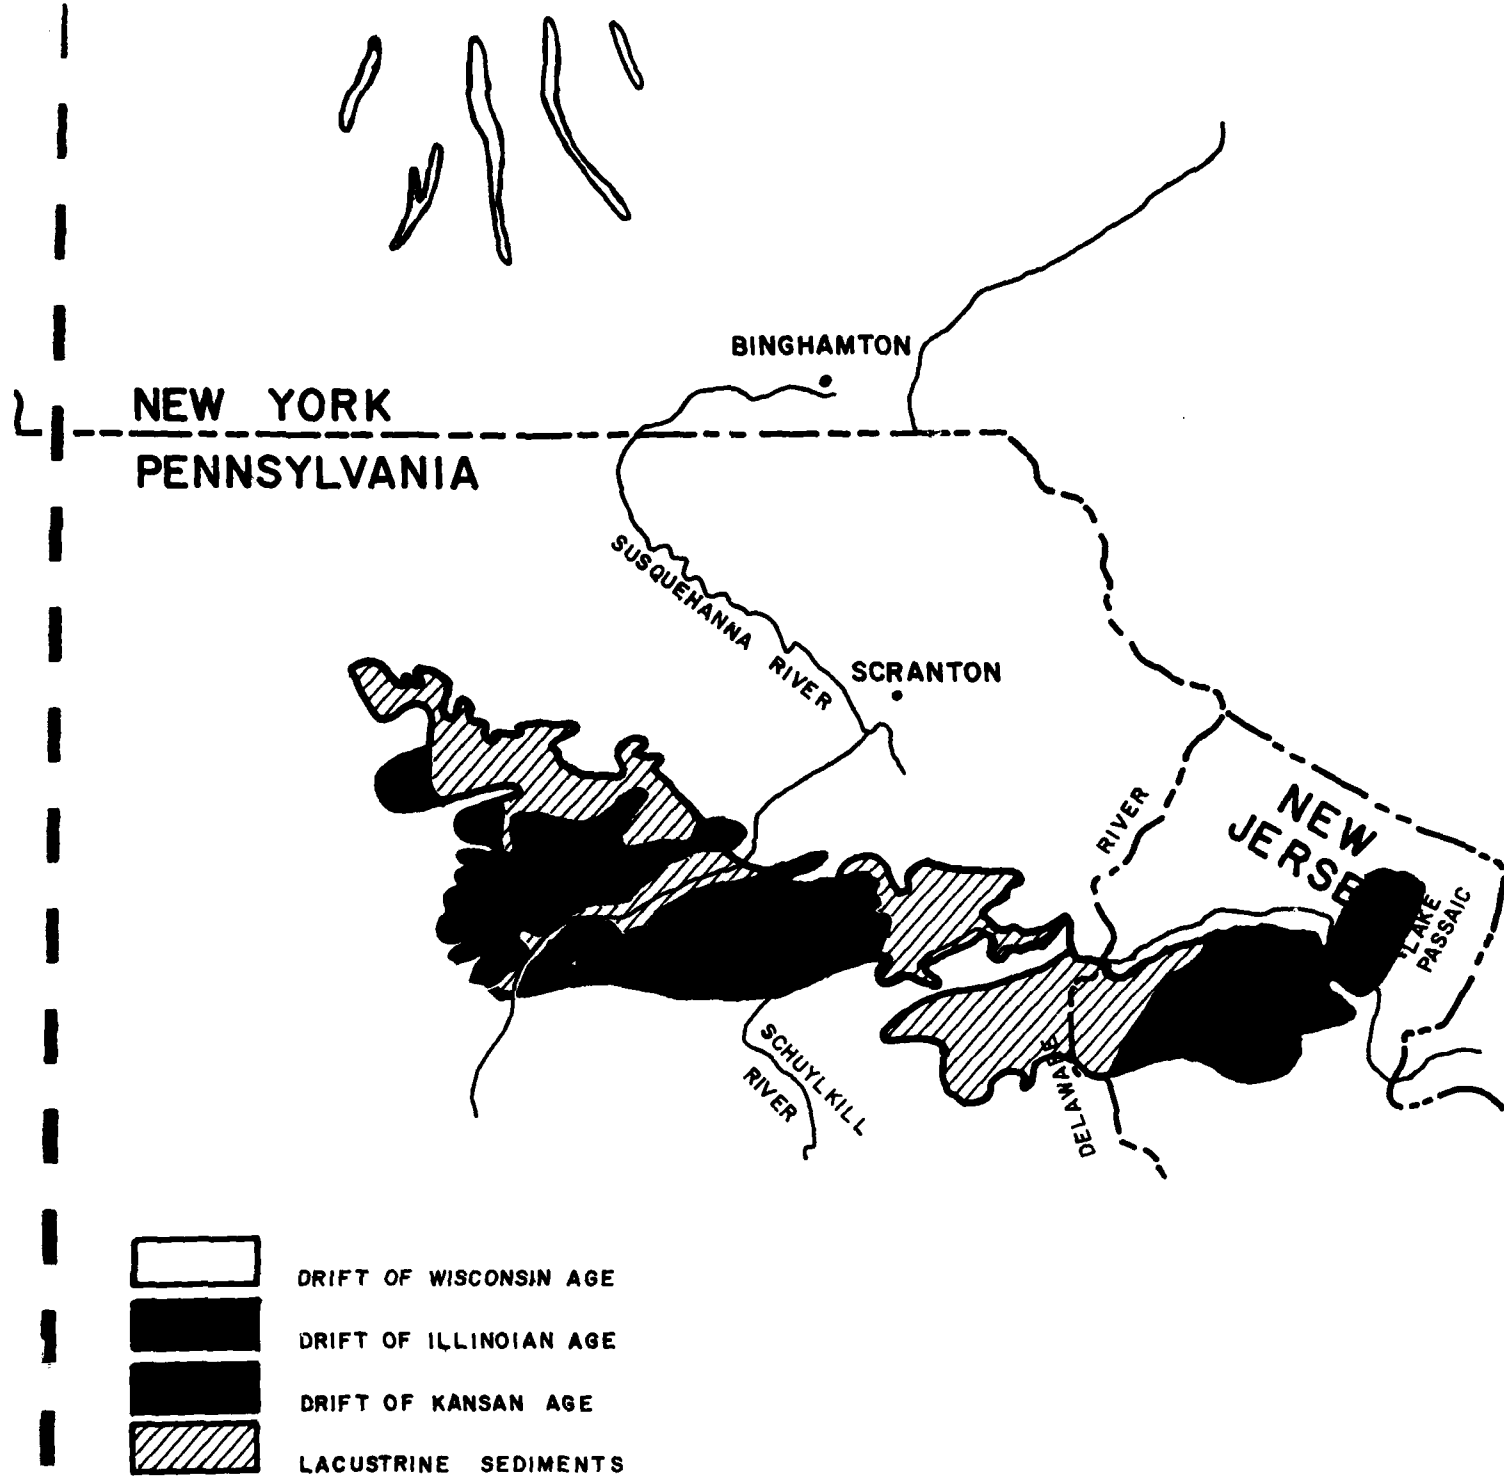 BINGHAMTON
NEW YORK
PENNSYLVANIA
SUSQUEHANNA RIVER
SCRANTON
RIVER
NEW
JERSE
LAKE
PASSAIC
SCHUYLKILL
RIVER
DELAWARE
DRIFT OF WISCONSIN AGE
DRIFT OF ILLINOIAN AGE
DRIFT OF KANSAN AGE
LACUSTRINE SEDIMENTS